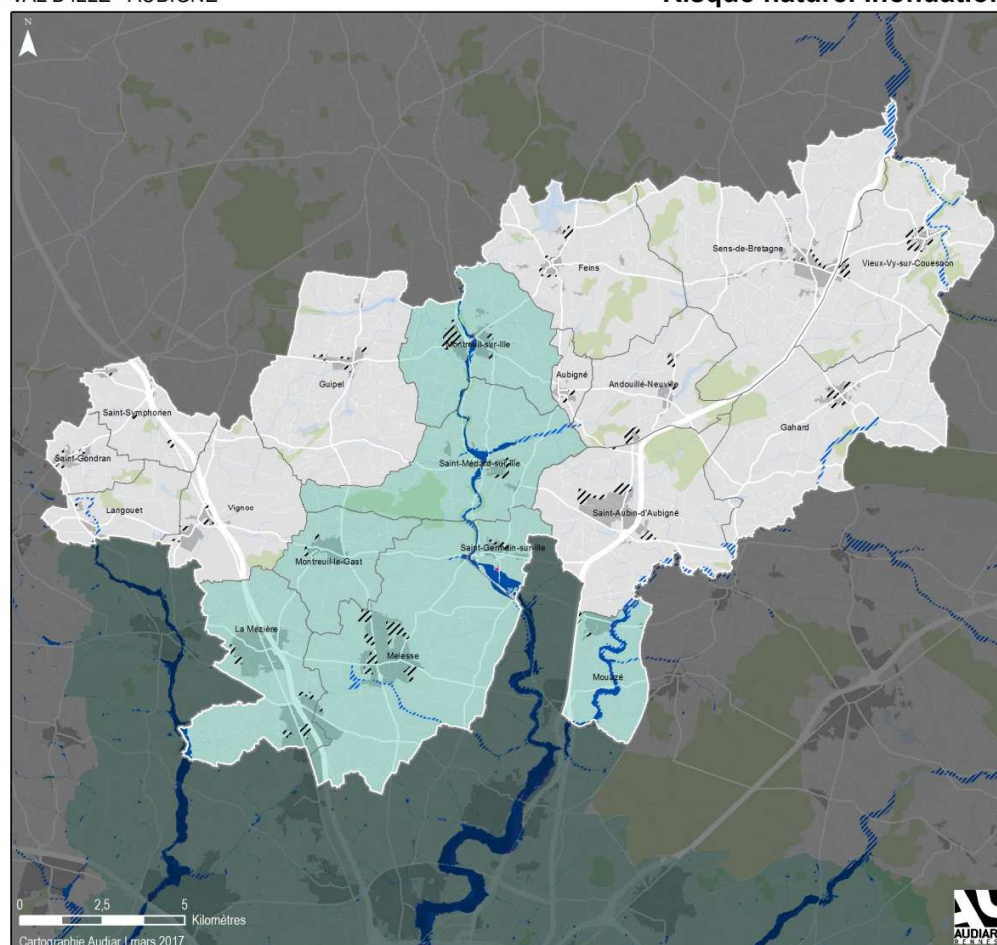 VAL D'ILLE - AUBIGNÉ
Risque naturel inondation
N
Sens-de-Bretagne
Vieux-Vy-sur-Couesnon
Feins
Montreuil-sur-Ille
Guipel
Aubigné
Andouillé-Neuville
Saint-Symphorien
Gahard
Saint-Gondran
Saint-Médard-sur-Ille
Langouet
Vignoc
Saint-Aubin-d'Aubigné
Saint-Germain-sur-Ille
Montreuil-le-Gast
La Mézière
Melesse
Mouazé
0 2,5 5
Kilomètres
Cartographie Audiar | mars 2017
AUDIAR
RENNES